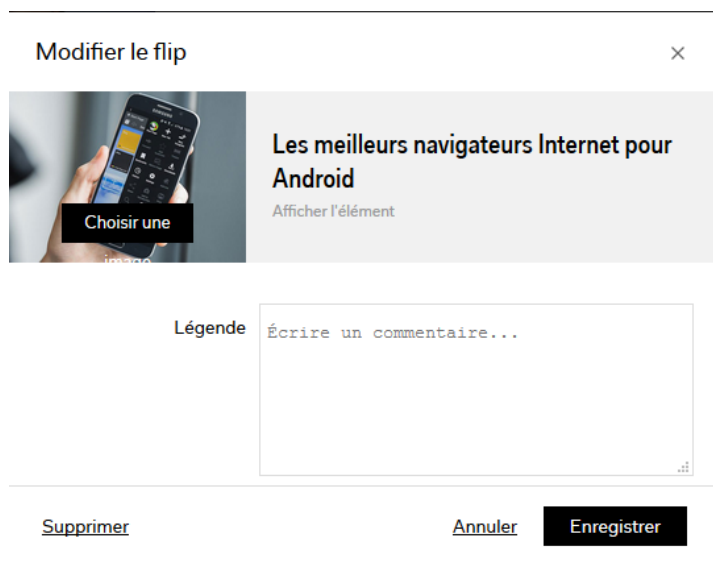 Modifier le flip
×
Les meilleurs navigateurs Internet pour
Android
Afficher l'élément
Choisir une
image
Légende
Écrire un commentaire...
Supprimer
Annuler
Enregistrer